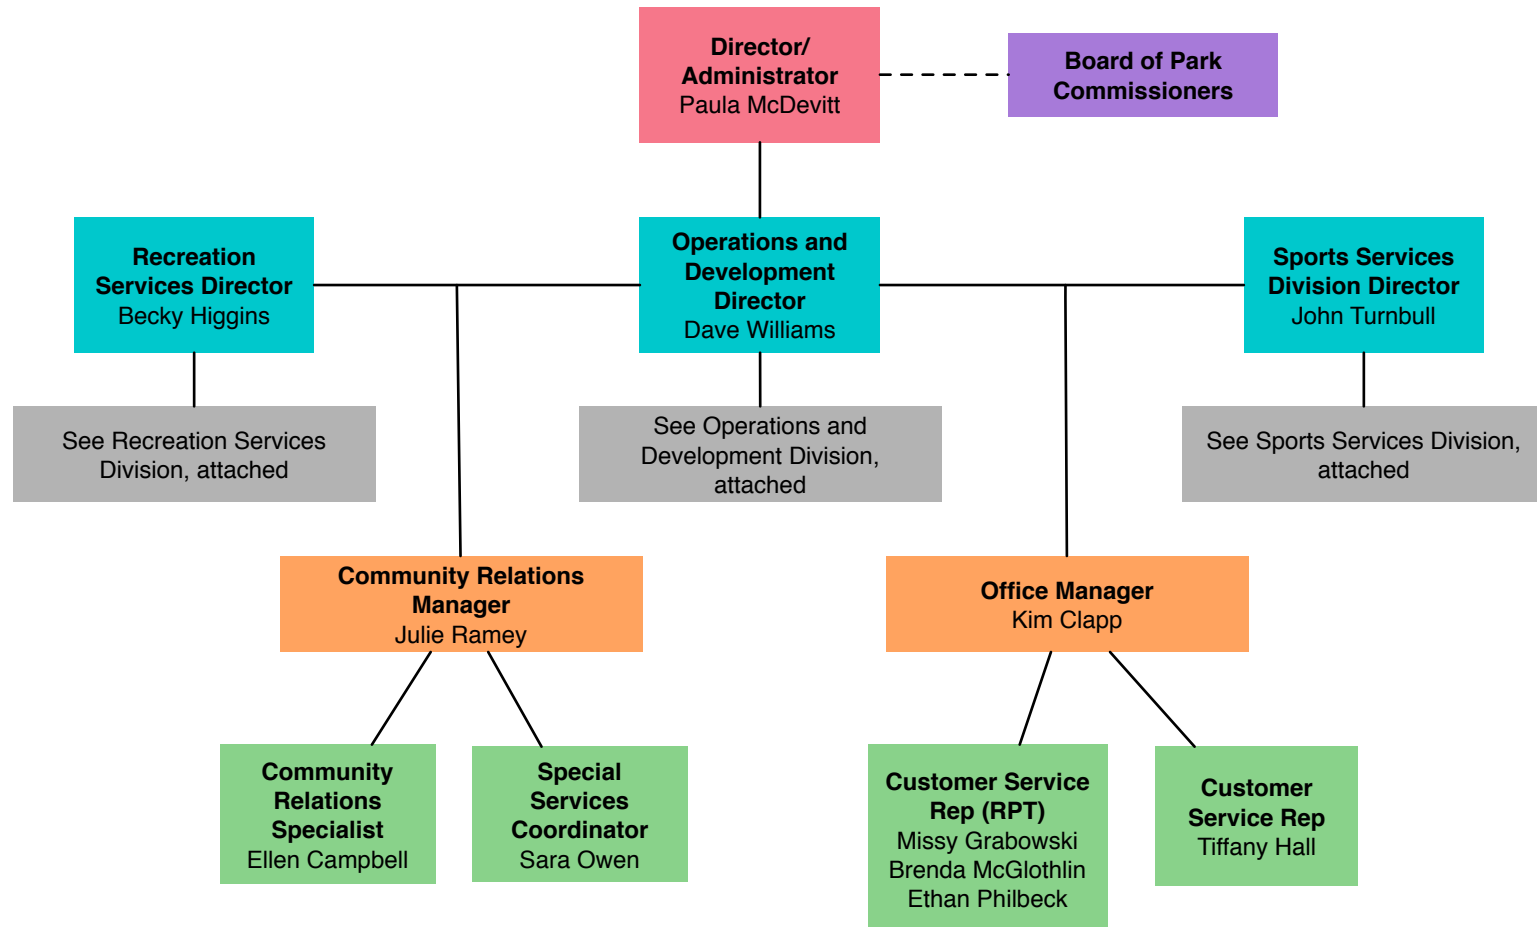 Director/
Administrator
Paula McDevitt
Board of Park
Commissioners
Recreation
Services Director
Becky Higgins
Operations and
Development
Director
Dave Williams
Sports Services
Division Director
John Turnbull
See Recreation Services
Division, attached
See Operations and
Development Division,
attached
See Sports Services Division,
attached
Community Relations
Manager
Julie Ramey
Office Manager
Kim Clapp
Community
Relations
Specialist
Ellen Campbell
Special
Services
Coordinator
Sara Owen
Customer Service
Rep (RPT)
Missy Grabowski
Brenda McGlothlin
Ethan Philbeck
Customer
Service Rep
Tiffany Hall